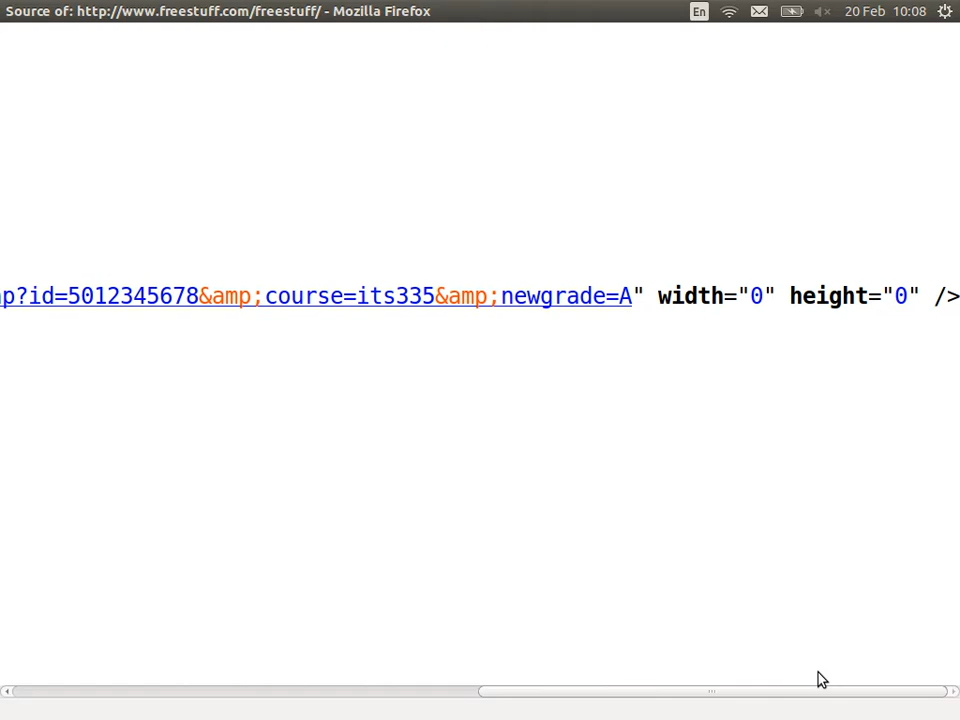 Source of: http://www.freestuff.com/freestuff/ - Mozilla Firefox En 20 Feb 10:08
p?id=5012345678&amp;course=its335&amp;newgrade=A" width="0" height="0" />